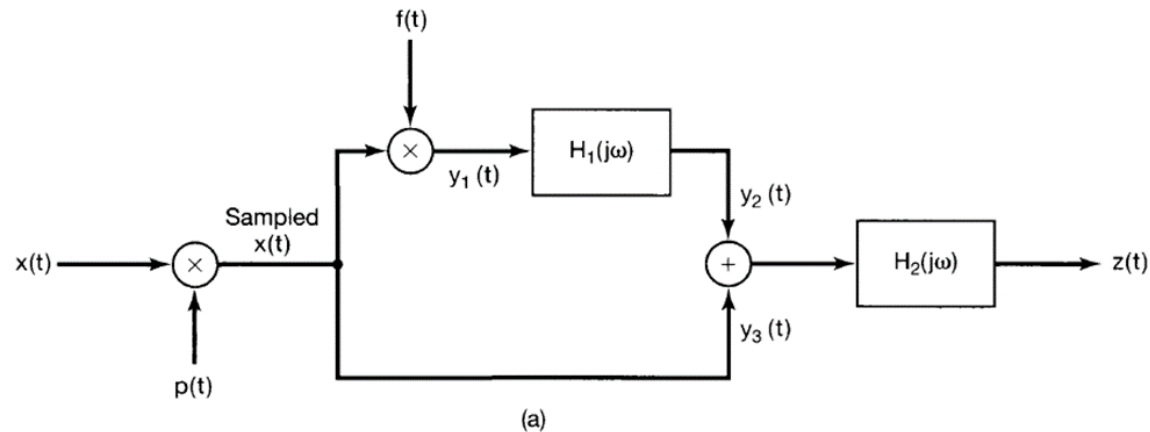 f(t)
×
y₁ (t)
H₁(jω)
y₂ (t)
Sampled
x(t)
x(t)
×
+
H₂(jω)
z(t)
y₃ (t)
p(t)
(a)